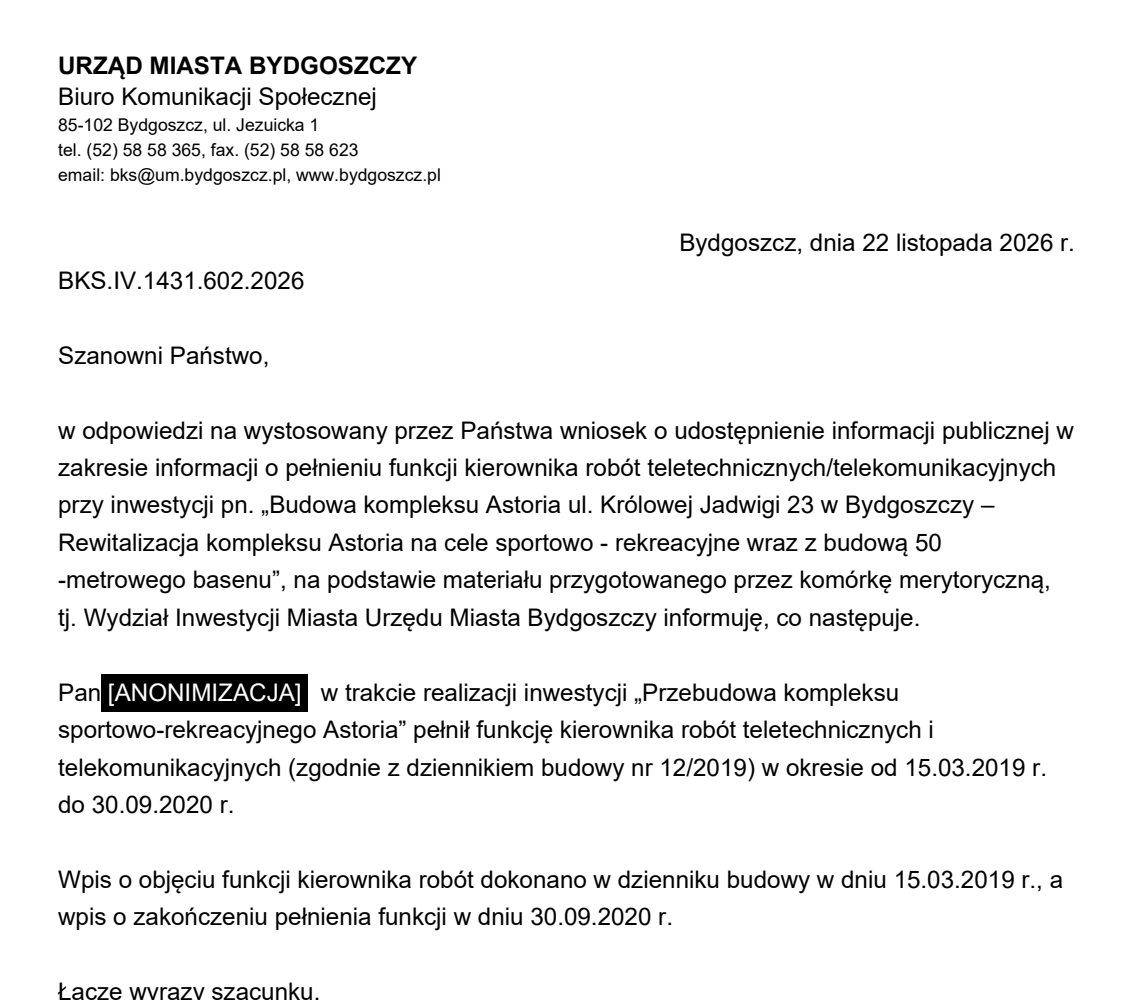 URZĄD MIASTA BYDGOSZCZY
Biuro Komunikacji Społecznej
85-102 Bydgoszcz, ul. Jezuicka 1
tel. (52) 58 58 365, fax. (52) 58 58 623
email: bks@um.bydgoszcz.pl, www.bydgoszcz.pl
Bydgoszcz, dnia 22 listopada 2026 r.
BKS.IV.1431.602.2026
Szanowni Państwo,
w odpowiedzi na wystosowany przez Państwa wniosek o udostępnienie informacji publicznej w
zakresie informacji o pełnieniu funkcji kierownika robót teletechnicznych/telekomunikacyjnych
przy inwestycji pn. „Budowa kompleksu Astoria ul. Królowej Jadwigi 23 w Bydgoszczy –
Rewitalizacja kompleksu Astoria na cele sportowo - rekreacyjne wraz z budową 50
-metrowego basenu”, na podstawie materiału przygotowanego przez komórkę merytoryczną,
tj. Wydział Inwestycji Miasta Urzędu Miasta Bydgoszczy informuję, co następuje.
Pan [ANONIMIZACJA] w trakcie realizacji inwestycji „Przebudowa kompleksu
sportowo-rekreacyjnego Astoria” pełnił funkcję kierownika robót teletechnicznych i
telekomunikacyjnych (zgodnie z dziennikiem budowy nr 12/2019) w okresie od 15.03.2019 r.
do 30.09.2020 r.
Wpis o objęciu funkcji kierownika robót dokonano w dzienniku budowy w dniu 15.03.2019 r., a
wpis o zakończeniu pełnienia funkcji w dniu 30.09.2020 r.
Łączę wyrazy szacunku,